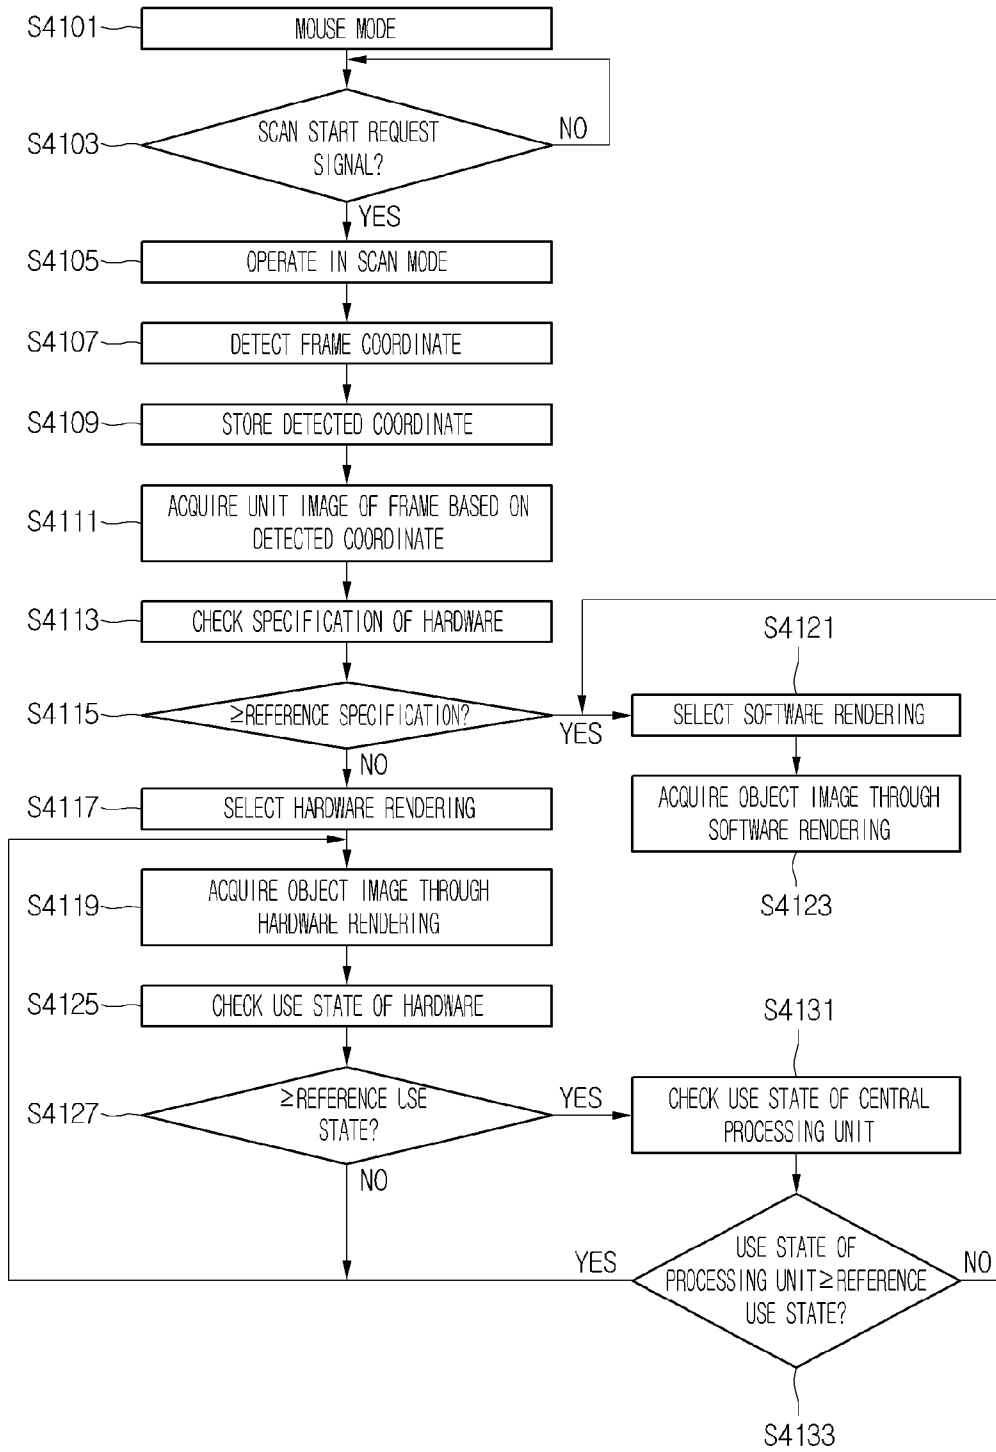 S4101
MOUSE MODE
S4103
SCAN START REQUEST
SIGNAL?
NO
YES
S4105
OPERATE IN SCAN MODE
S4107
DETECT FRAME COORDINATE
S4109
STORE DETECTED COORDINATE
S4111
ACQUIRE UNIT IMAGE OF FRAME BASED ON
DETECTED COORDINATE
S4113
CHECK SPECIFICATION OF HARDWARE
S4115
≥REFERENCE SPECIFICATION?
YES
NO
S4121
SELECT SOFTWARE RENDERING
ACQUIRE OBJECT IMAGE THROUGH
SOFTWARE RENDERING
S4123
S4117
SELECT HARDWARE RENDERING
S4119
ACQUIRE OBJECT IMAGE THROUGH
HARDWARE RENDERING
S4125
CHECK USE STATE OF HARDWARE
S4127
≥REFERENCE USE
STATE?
YES
NO
S4131
CHECK USE STATE OF CENTRAL
PROCESSING UNIT
YES
USE STATE OF
PROCESSING UNIT≥REFERENCE
USE STATE?
NO
S4133